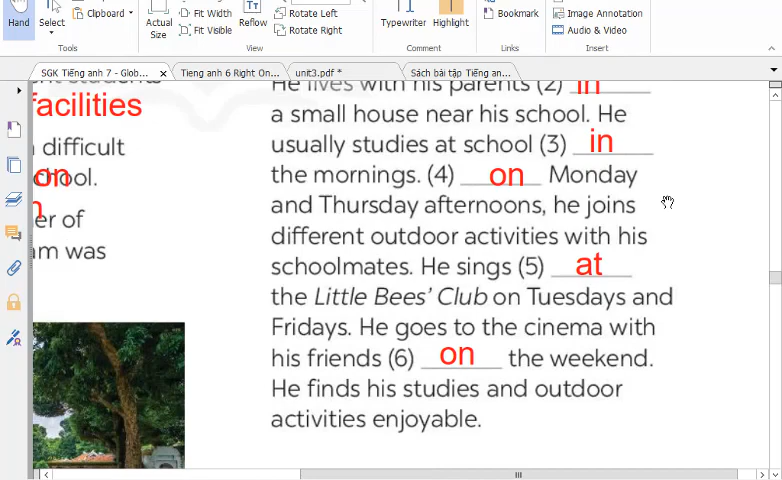 Hand
Select
Clipboard
Actual Size
Fit Width
Fit Visible
Reflow
Rotate Left
Rotate Right
Typewriter
Highlight
Bookmark
Image Annotation
Audio & Video
Tools
View
Comment
Links
Insert
SGK Tiếng anh 7 - Glob...
Tieng anh 6 Right On...
unit3.pdf *
Sách bài tập Tiếng an...
facilities
difficult
on
chool.
er of
am was
He lives with his parents (2) in
a small house near his school. He
usually studies at school (3) in
the mornings. (4) on Monday
and Thursday afternoons, he joins
different outdoor activities with his
schoolmates. He sings (5) at
the Little Bees' Club on Tuesdays and
Fridays. He goes to the cinema with
his friends (6) on the weekend.
He finds his studies and outdoor
activities enjoyable.